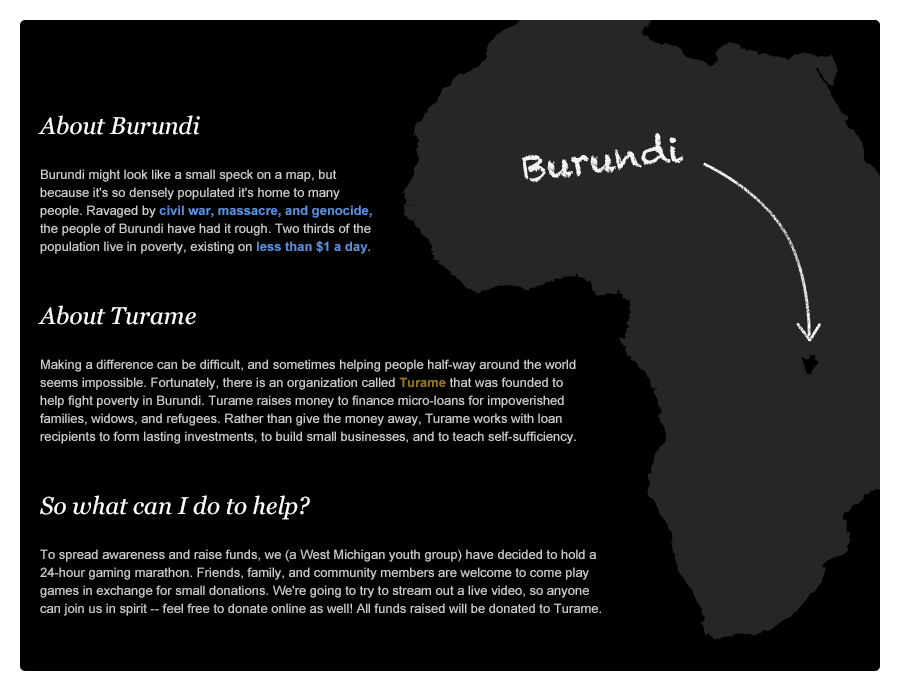 About Burundi
Burundi
Burundi might look like a small speck on a map, but
because it's so densely populated it's home to many
people. Ravaged by civil war, massacre, and genocide,
the people of Burundi have had it rough. Two thirds of the
population live in poverty, existing on less than $1 a day.
About Turame
Making a difference can be difficult, and sometimes helping people half-way around the world
seems impossible. Fortunately, there is an organization called Turame that was founded to
help fight poverty in Burundi. Turame raises money to finance micro-loans for impoverished
families, widows, and refugees. Rather than give the money away, Turame works with loan
recipients to form lasting investments, to build small businesses, and to teach self-sufficiency.
So what can I do to help?
To spread awareness and raise funds, we (a West Michigan youth group) have decided to hold a
24-hour gaming marathon. Friends, family, and community members are welcome to come play
games in exchange for small donations. We're going to try to stream out a live video, so anyone
can join us in spirit -- feel free to donate online as well! All funds raised will be donated to Turame.